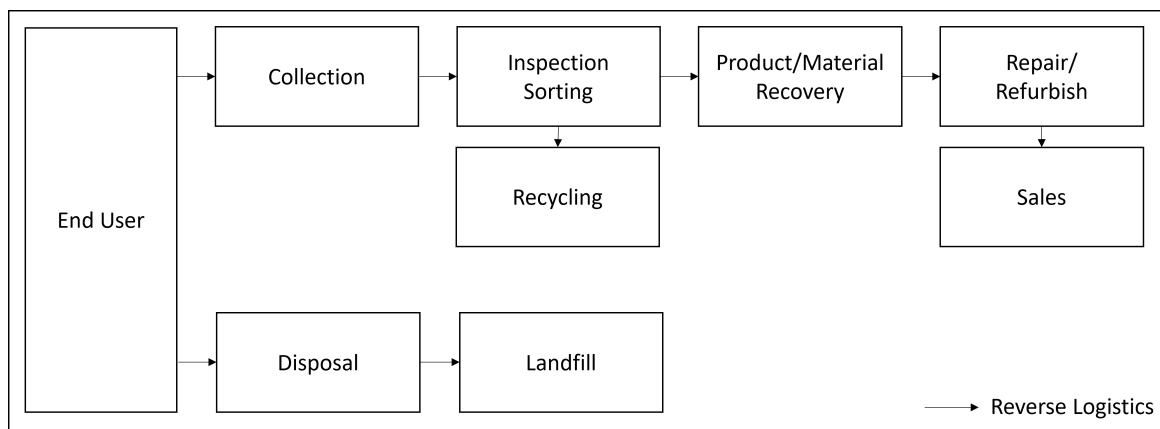 End User
Collection
Inspection
Sorting
Product/Material
Recovery
Repair/
Refurbish
Recycling
Sales
Disposal
Landfill
Reverse Logistics